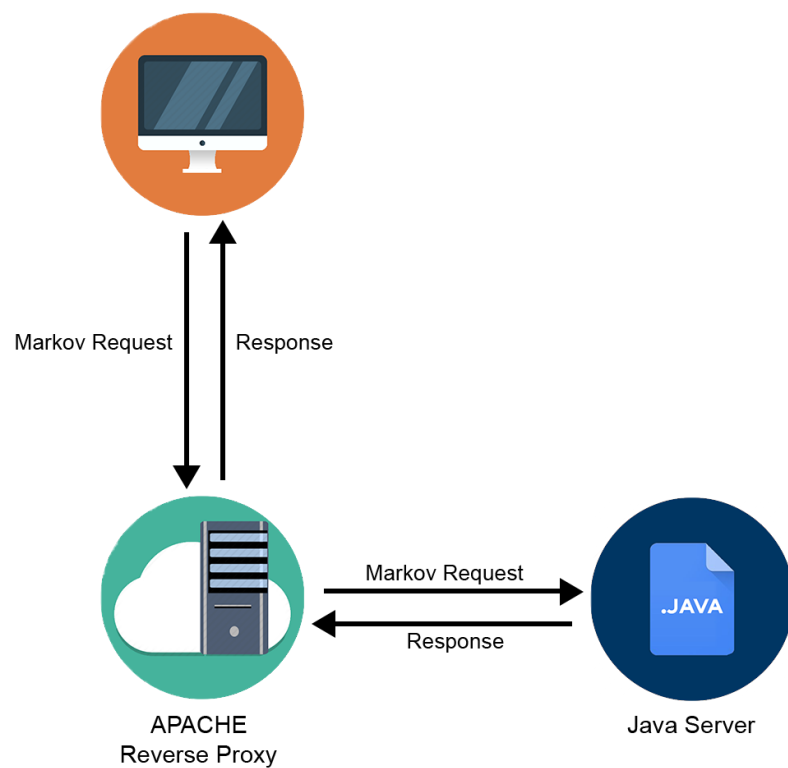 Markov Request
Response
Markov Request
.JAVA
Response
APACHE
Reverse Proxy
Java Server